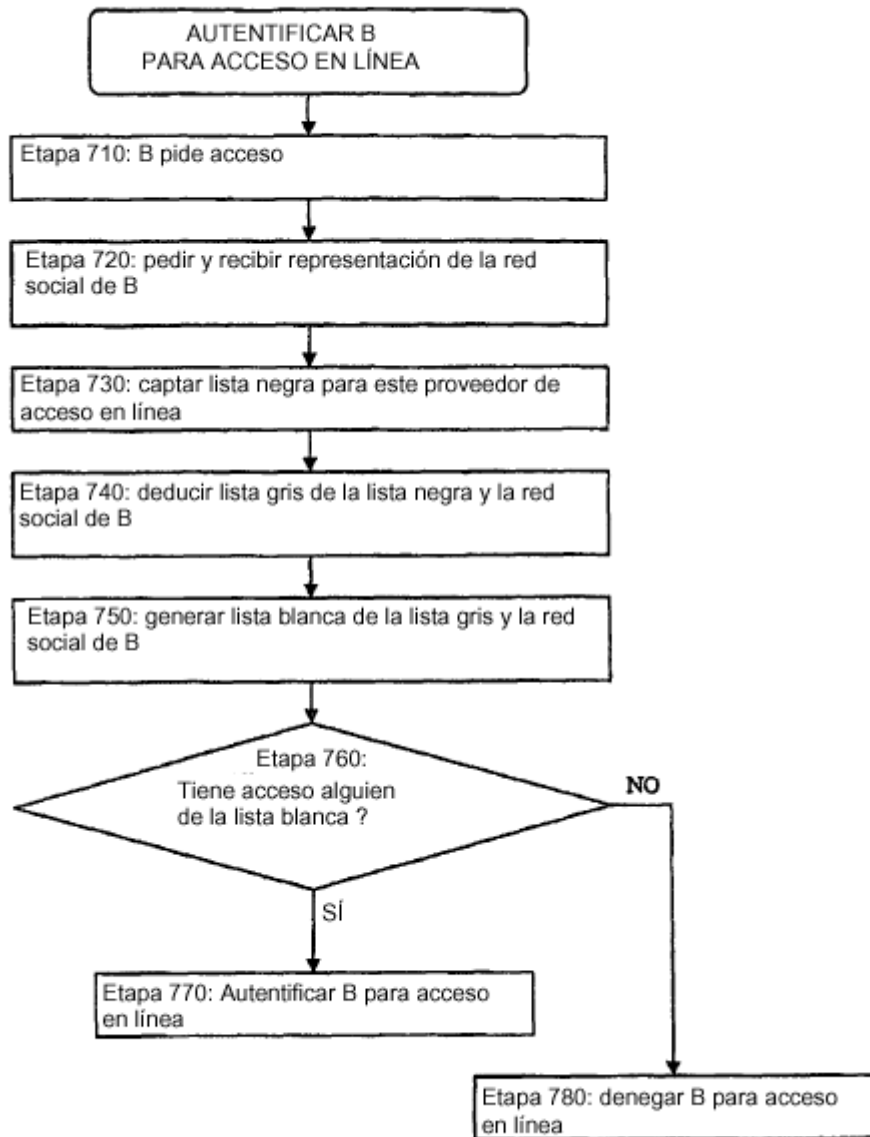 AUTENTIFICAR B
PARA ACCESO EN LÍNEA
Etapa 710: B pide acceso
Etapa 720: pedir y recibir representación de la red
social de B
Etapa 730: captar lista negra para este proveedor de
acceso en línea
Etapa 740: deducir lista gris de la lista negra y la red
social de B
Etapa 750: generar lista blanca de la lista gris y la red
social de B
Etapa 760:
Tiene acceso alguien
de la lista blanca ?
NO
SÍ
Etapa 770: Autentificar B para acceso
en línea
Etapa 780: denegar B para acceso
en línea